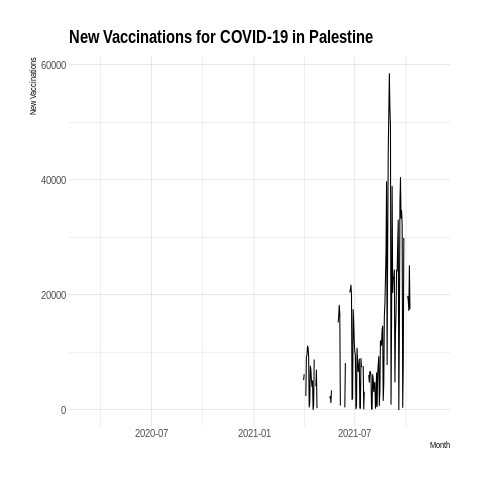 New Vaccinations for COVID-19 in Palestine
New Vaccinations
60000
40000
20000
0
2020-07 2021-01 2021-07
Month